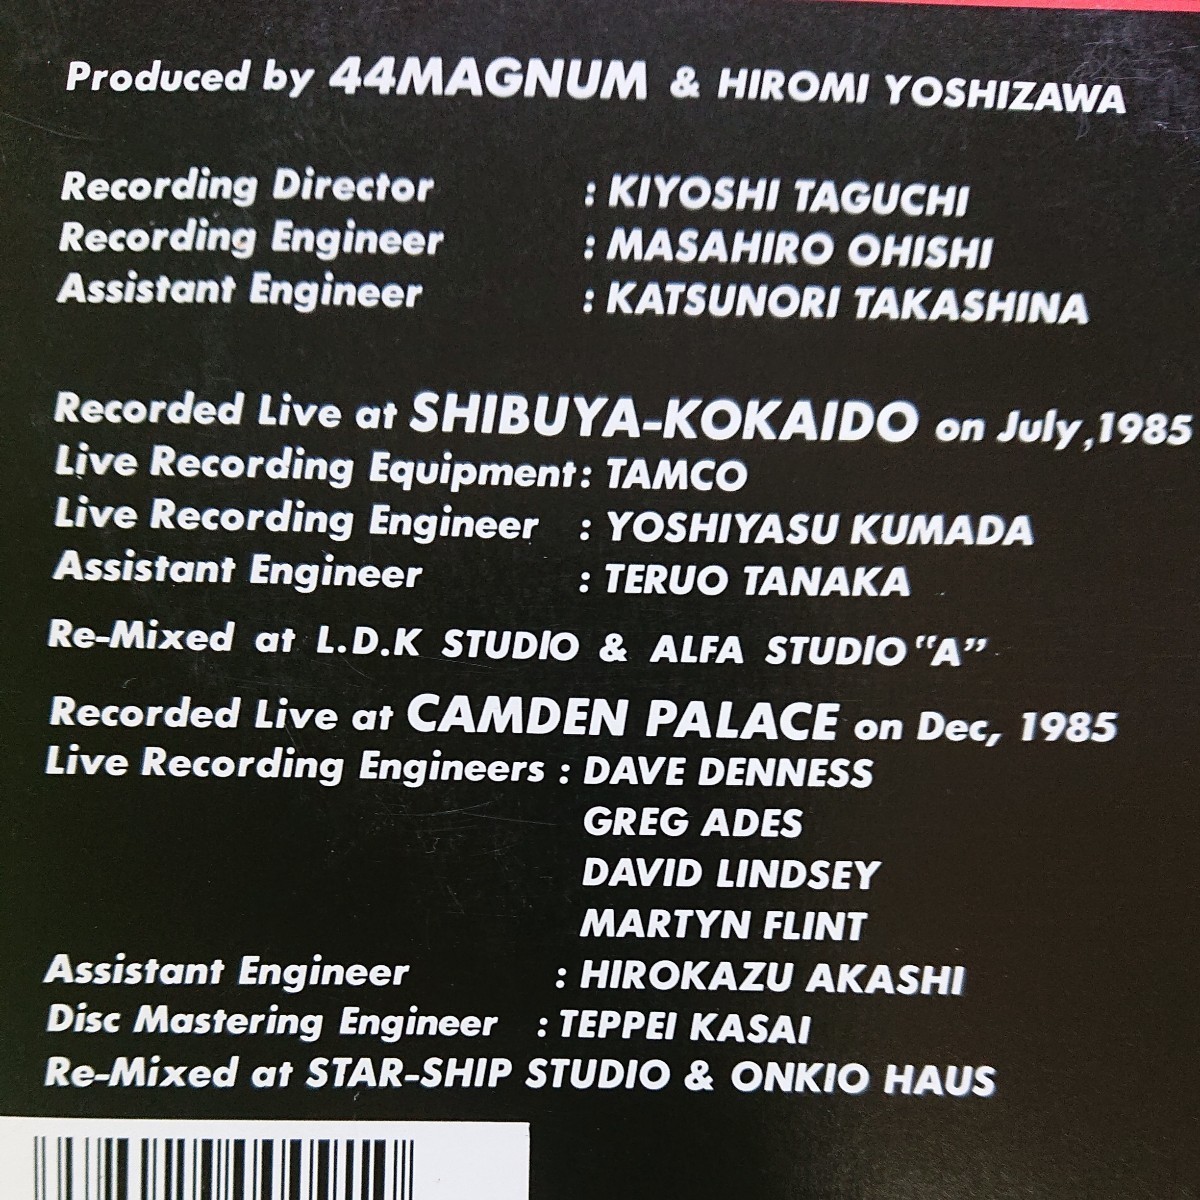 Produced by 44MAGNUM & HIROMI YOSHIZAWA
Recording Director : KIYOSHI TAGUCHI
Recording Engineer : MASAHIRO OHISHI
Assistant Engineer : KATSUNORI TAKASHINA
Recorded Live at SHIBUYA-KOKAIDO on July,1985
Live Recording Equipment: TAMCO
Live Recording Engineer : YOSHIYASU KUMADA
Assistant Engineer : TERUO TANAKA
Re-Mixed at L.D.K STUDIO & ALFA STUDIO "A"
Recorded Live at CAMDEN PALACE on Dec, 1985
Live Recording Engineers : DAVE DENNESS
GREG ADES
DAVID LINDSEY
MARTYN FLINT
Assistant Engineer : HIROKAZU AKASHI
Disc Mastering Engineer : TEPPEI KASAI
Re-Mixed at STAR-SHIP STUDIO & ONKIO HAUS